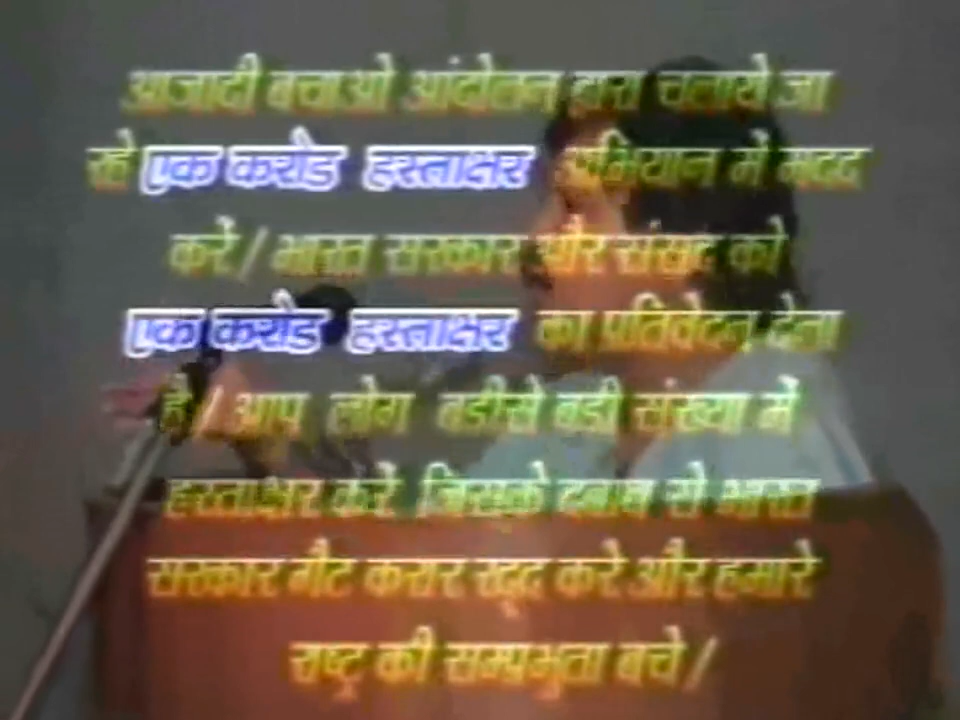 आजादी बचाओ आंदोलन द्वारा चलाये जा
रहे एक करोड हस्ताक्षर अभियान में मदद
करें / भारत सरकार और संसद को
एक करोड हस्ताक्षर का प्रतिवेदन देना
है / आप लोग बडीसे बडी संख्या में
हस्ताक्षर करे जिसके दबाव से भारत
सरकार गैट करार रद्द करे और हमारे
राष्ट्र की सम्प्रभूता बचे /